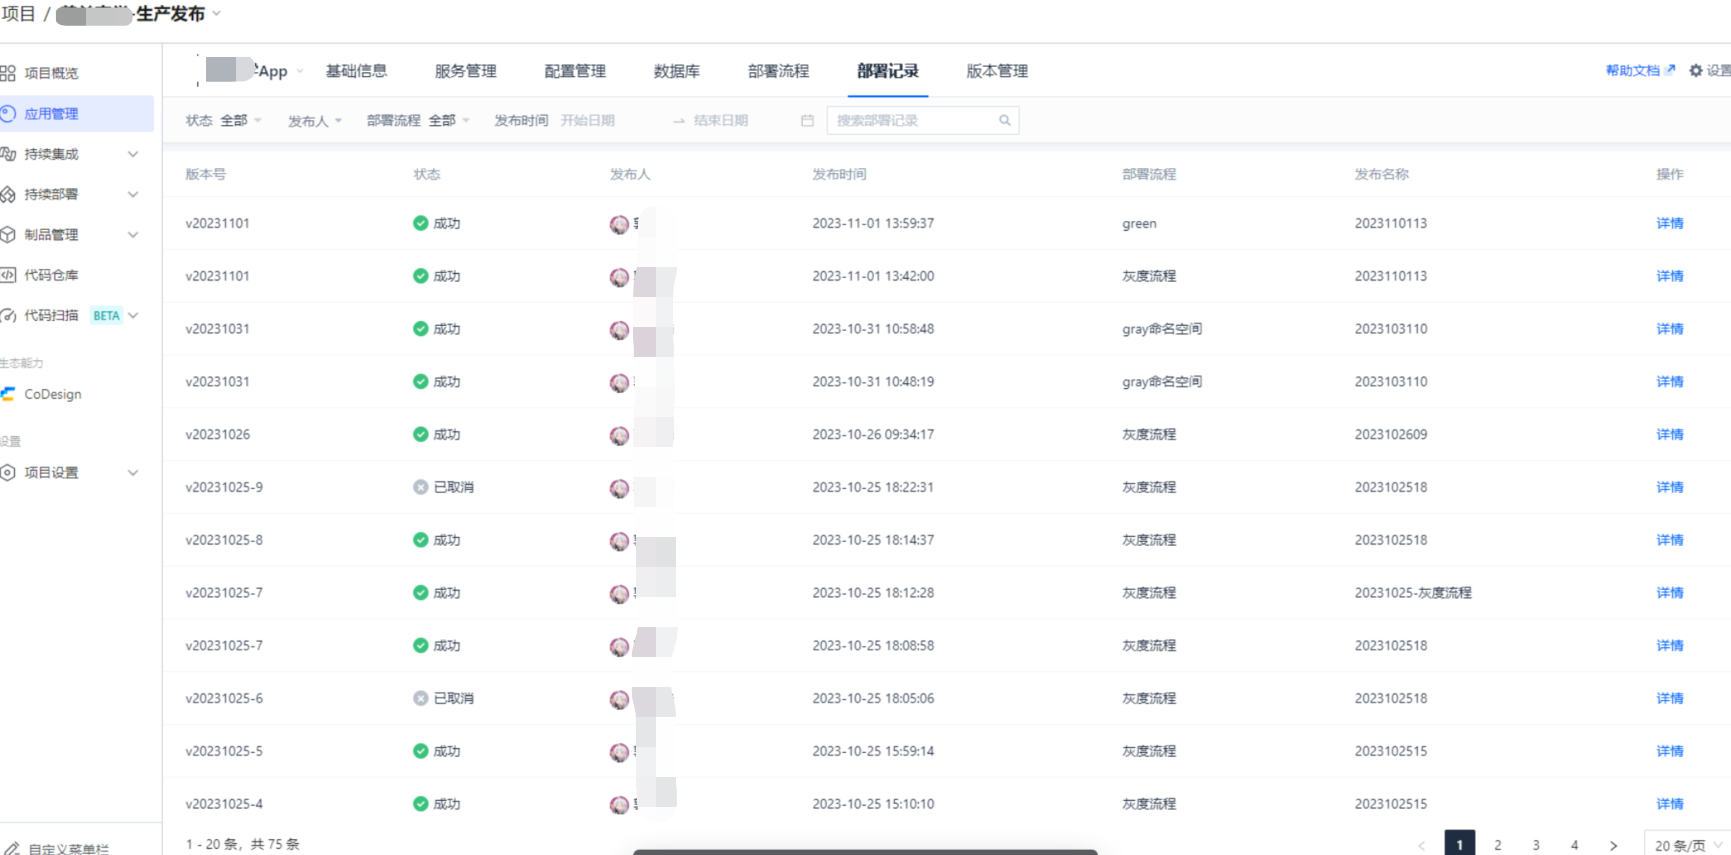 项目 / 生产发布
项目概览
应用管理
持续集成
持续部署
制品管理
代码仓库
代码扫描 BETA
生态能力
CoDesign
设置
项目设置
自定义菜单栏
App 基础信息 服务管理 配置管理 数据库 部署流程 部署记录 版本管理 帮助文档 设置
状态 全部 发布人 部署流程 全部 发布时间 开始日期 → 结束日期 搜索部署记录
版本号 状态 发布人 发布时间 部署流程 发布名称 操作
v20231101 成功 2023-11-01 13:59:37 green 2023110113 详情
v20231101 成功 2023-11-01 13:42:00 灰度流程 2023110113 详情
v20231031 成功 2023-10-31 10:58:48 gray命名空间 2023103110 详情
v20231031 成功 2023-10-31 10:48:19 gray命名空间 2023103110 详情
v20231026 成功 2023-10-26 09:34:17 灰度流程 2023102609 详情
v20231025-9 已取消 2023-10-25 18:22:31 灰度流程 2023102518 详情
v20231025-8 成功 2023-10-25 18:14:37 灰度流程 2023102518 详情
v20231025-7 成功 2023-10-25 18:12:28 灰度流程 20231025-灰度流程 详情
v20231025-7 成功 2023-10-25 18:08:58 灰度流程 2023102518 详情
v20231025-6 已取消 2023-10-25 18:05:06 灰度流程 2023102518 详情
v20231025-5 成功 2023-10-25 15:59:14 灰度流程 2023102515 详情
v20231025-4 成功 2023-10-25 15:10:10 灰度流程 2023102515 详情
1 - 20 条，共 75 条 < 1 2 3 4 > 20 条/页